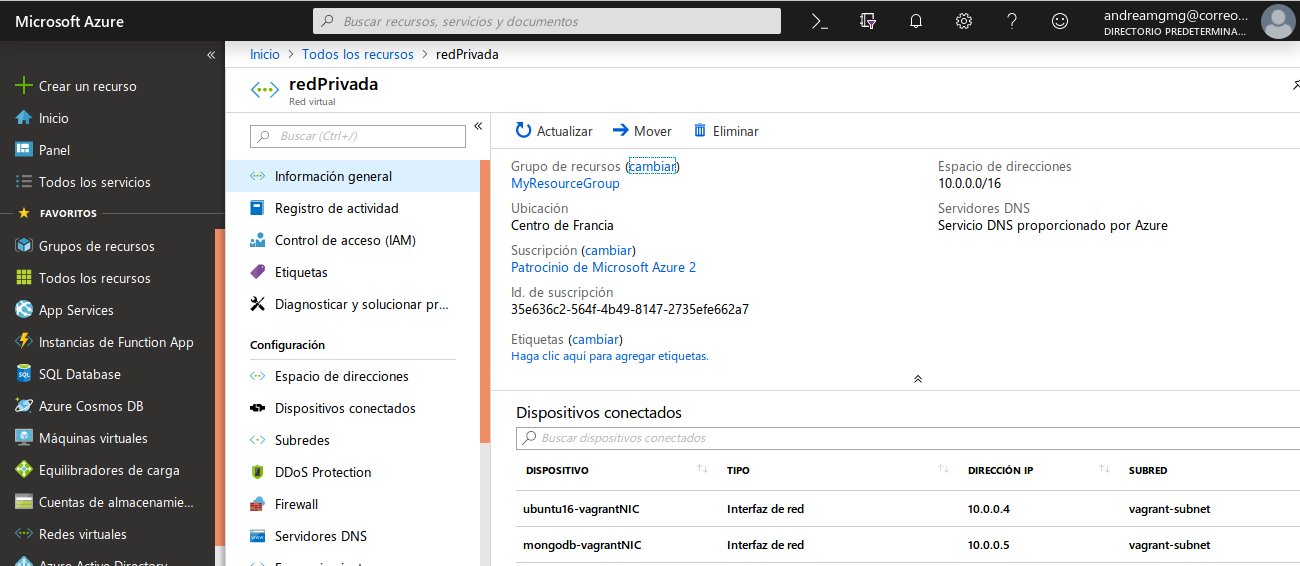 Microsoft Azure
Buscar recursos, servicios y documentos
andreamgmg@correo...
DIRECTORIO PREDETERMINA...
Crear un recurso
Inicio
Panel
Todos los servicios
FAVORITOS
Grupos de recursos
Todos los recursos
App Services
Instancias de Function App
SQL Database
Azure Cosmos DB
Máquinas virtuales
Equilibradores de carga
Cuentas de almacenamie...
Redes virtuales
Azure Active Directory
Inicio > Todos los recursos > redPrivada
redPrivada
Red virtual
Buscar (Ctrl+/)
Información general
Registro de actividad
Control de acceso (IAM)
Etiquetas
Diagnosticar y solucionar pr...
Configuración
Espacio de direcciones
Dispositivos conectados
Subredes
DDoS Protection
Firewall
Servidores DNS
Actualizar Mover Eliminar
Grupo de recursos (cambiar)
MyResourceGroup
Ubicación
Centro de Francia
Suscripción (cambiar)
Patrocinio de Microsoft Azure 2
Id. de suscripción
35e636c2-564f-4b49-8147-2735efe662a7
Etiquetas (cambiar)
Haga clic aquí para agregar etiquetas.
Espacio de direcciones
10.0.0.0/16
Servidores DNS
Servicio DNS proporcionado por Azure
Dispositivos conectados
Buscar dispositivos conectados
DISPOSITIVO TIPO DIRECCIÓN IP SUBRED
ubuntu16-vagrantNIC Interfaz de red 10.0.0.4 vagrant-subnet
mongodb-vagrantNIC Interfaz de red 10.0.0.5 vagrant-subnet